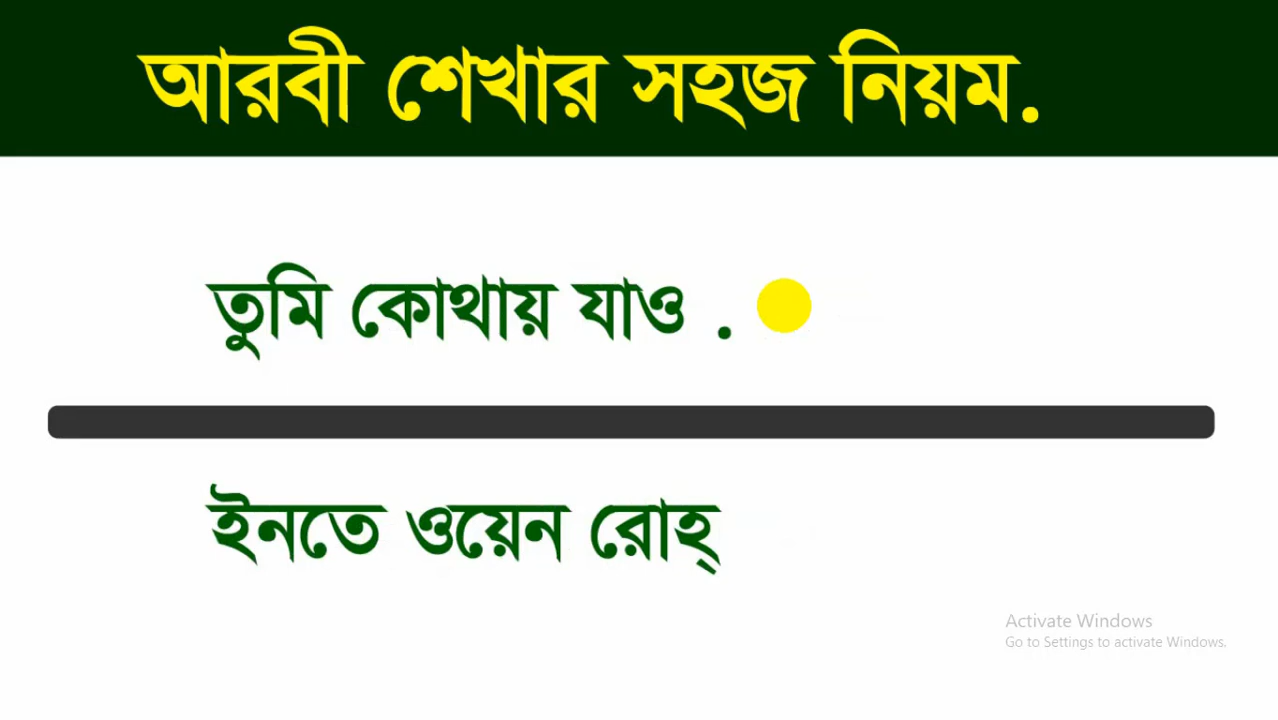 আরবী শেখার সহজ নিয়ম.
তুমি কোথায় যাও .
ইনতে ওয়েন রোহ্
Activate Windows
Go to Settings to activate Windows.